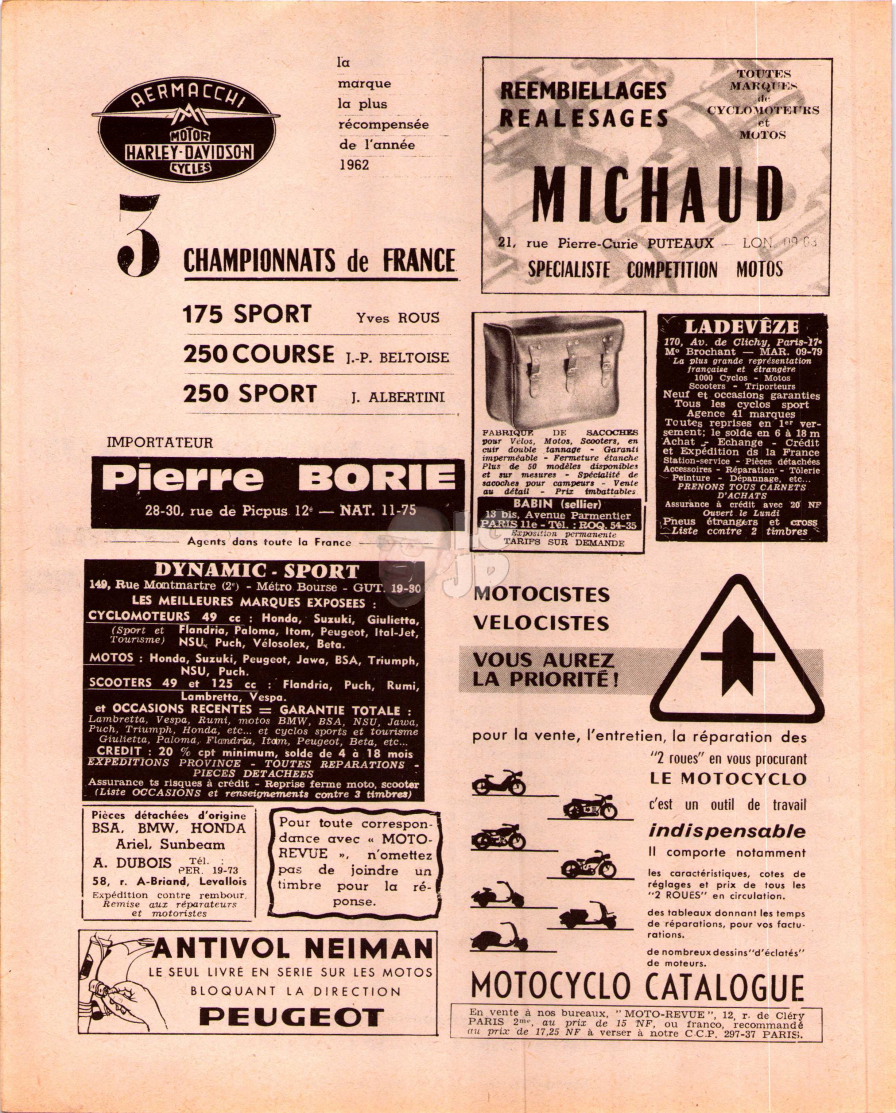 AERMACCHI
MOTOR
HARLEY-DAVIDSON
CYCLES
la
marque
la plus
récompensée
de l'année
1962
3
CHAMPIONNATS de FRANCE
175 SPORT Yves ROUS
250 COURSE J.-P. BELTOISE
250 SPORT J. ALBERTINI
IMPORTATEUR
Pierre BORIE
28-30, rue de Picpus 12e — NAT. 11-75
Agents dans toute la France
REEMBIELLAGES
REALESAGES
TOUTES
MARQUES
de
CYCLOMOTEURS
et
MOTOS
MICHAUD
21, rue Pierre-Curie PUTEAUX — LON.
SPECIALISTE COMPETITION MOTOS
FABRIQUE DE SACOCHES
pour Vélos, Motos, Scooters, en
cuir double tannage - Garanti
imperméable - Fermeture étanche
Plus de 50 modèles disponibles
et sur mesures - Spécialité de
sacoches pour campeurs - Vente
au détail - Prix imbattables
BABIN (sellier)
13 bis, Avenue Parmentier
PARIS 11e - Tél. : ROQ. 54-35
Exposition permanente
TARIFS SUR DEMANDE
LADEVÊZE
170, Av. de Clichy, Paris-17e
Mo Brochant — MAR. 09-79
La plus grande représentation
française et étrangère
1000 Cyclos - Motos
Scooters - Triporteurs
Neuf et occasions garanties
Tous les cyclos sport
Agence 41 marques
Toutes reprises en 1er ver-
sement; le solde en 6 à 18 m
Achat - Echange - Crédit
et Expédition ds la France
Station-service - Pièces détachées
Accessoires - Réparation - Tôlerie
Peinture - Dépannage, etc...
PRENONS TOUS CARNETS
D'ACHATS
Assurance à crédit avec 20 NF
Ouvert le Lundi
Pneus étrangers et cross
Liste contre 2 timbres
DYNAMIC - SPORT
149, Rue Montmartre (2e) - Métro Bourse - GUT. 19-30
LES MEILLEURES MARQUES EXPOSEES :
CYCLOMOTEURS 49 cc : Honda, Suzuki, Giulietta,
(Sport et Flandria, Paloma, Itom, Peugeot, Ital-Jet,
Tourisme) NSU, Puch, Vélosolex, Beta.
MOTOS : Honda, Suzuki, Peugeot, Jawa, BSA, Triumph,
NSU, Puch.
SCOOTERS 49 et 125 cc : Flandria, Puch, Rumi,
Lambretta, Vespa.
et OCCASIONS RECENTES = GARANTIE TOTALE :
Lambretta, Vespa, Rumi, motos BMW, BSA, NSU, Jawa,
Puch, Triumph, Honda, etc... et cyclos sports et tourisme
Giulietta, Paloma, Flandria, Itom, Peugeot, Beta, etc...
CREDIT : 20 % cpt minimum, solde de 4 à 18 mois
EXPEDITIONS PROVINCE - TOUTES REPARATIONS -
PIECES DETACHEES
Assurance ts risques à crédit - Reprise ferme moto, scooter
(Liste OCCASIONS et renseignements contre 3 timbres)
Pièces détachées d'origine
BSA, BMW, HONDA
Ariel, Sunbeam
A. DUBOIS Tél. :
PER. 19-73
58, r. A-Briand, Levallois
Expédition contre rembour.
Remise aux réparateurs
et motoristes
Pour toute correspon-
dance avec « MOTO-
REVUE », n'omettez
pas de joindre un
timbre pour la ré-
ponse.
ANTIVOL NEIMAN
LE SEUL LIVRÉ EN SERIE SUR LES MOTOS
BLOQUANT LA DIRECTION
PEUGEOT
MOTOCISTES
VELOCISTES
VOUS AUREZ
LA PRIORITÉ !
pour la vente, l'entretien, la réparation des
"2 roues" en vous procurant
LE MOTOCYCLO
c'est un outil de travail
indispensable
Il comporte notamment
les caractéristiques, cotes de
réglages et prix de tous les
"2 ROUES" en circulation.
des tableaux donnant les temps
de réparations, pour vos factu-
rations.
de nombreux dessins "d'éclatés"
de moteurs.
MOTOCYCLO CATALOGUE
En vente à nos bureaux, "MOTO-REVUE", 12, r. de Cléry
PARIS 2me, au prix de 15 NF, ou franco, recommandé
au prix de 17,25 NF à verser à notre C.C.P. 297-37 PARIS.